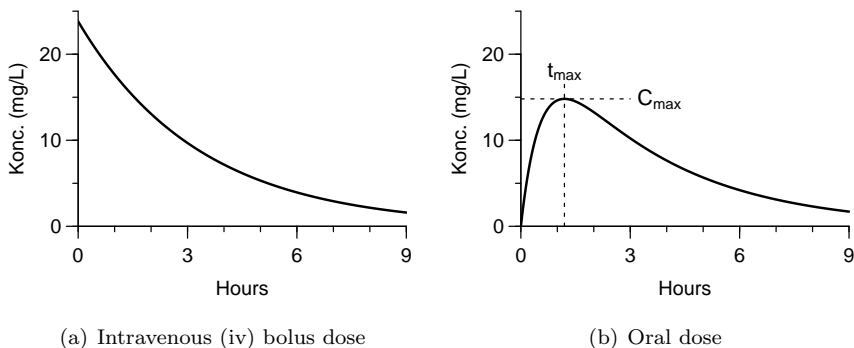 Konc. (mg/L)
20
10
0
0 3 6 9
Hours
(a) Intravenous (iv) bolus dose
Konc. (mg/L)
20
10
0
t_max
C_max
0 3 6 9
Hours
(b) Oral dose